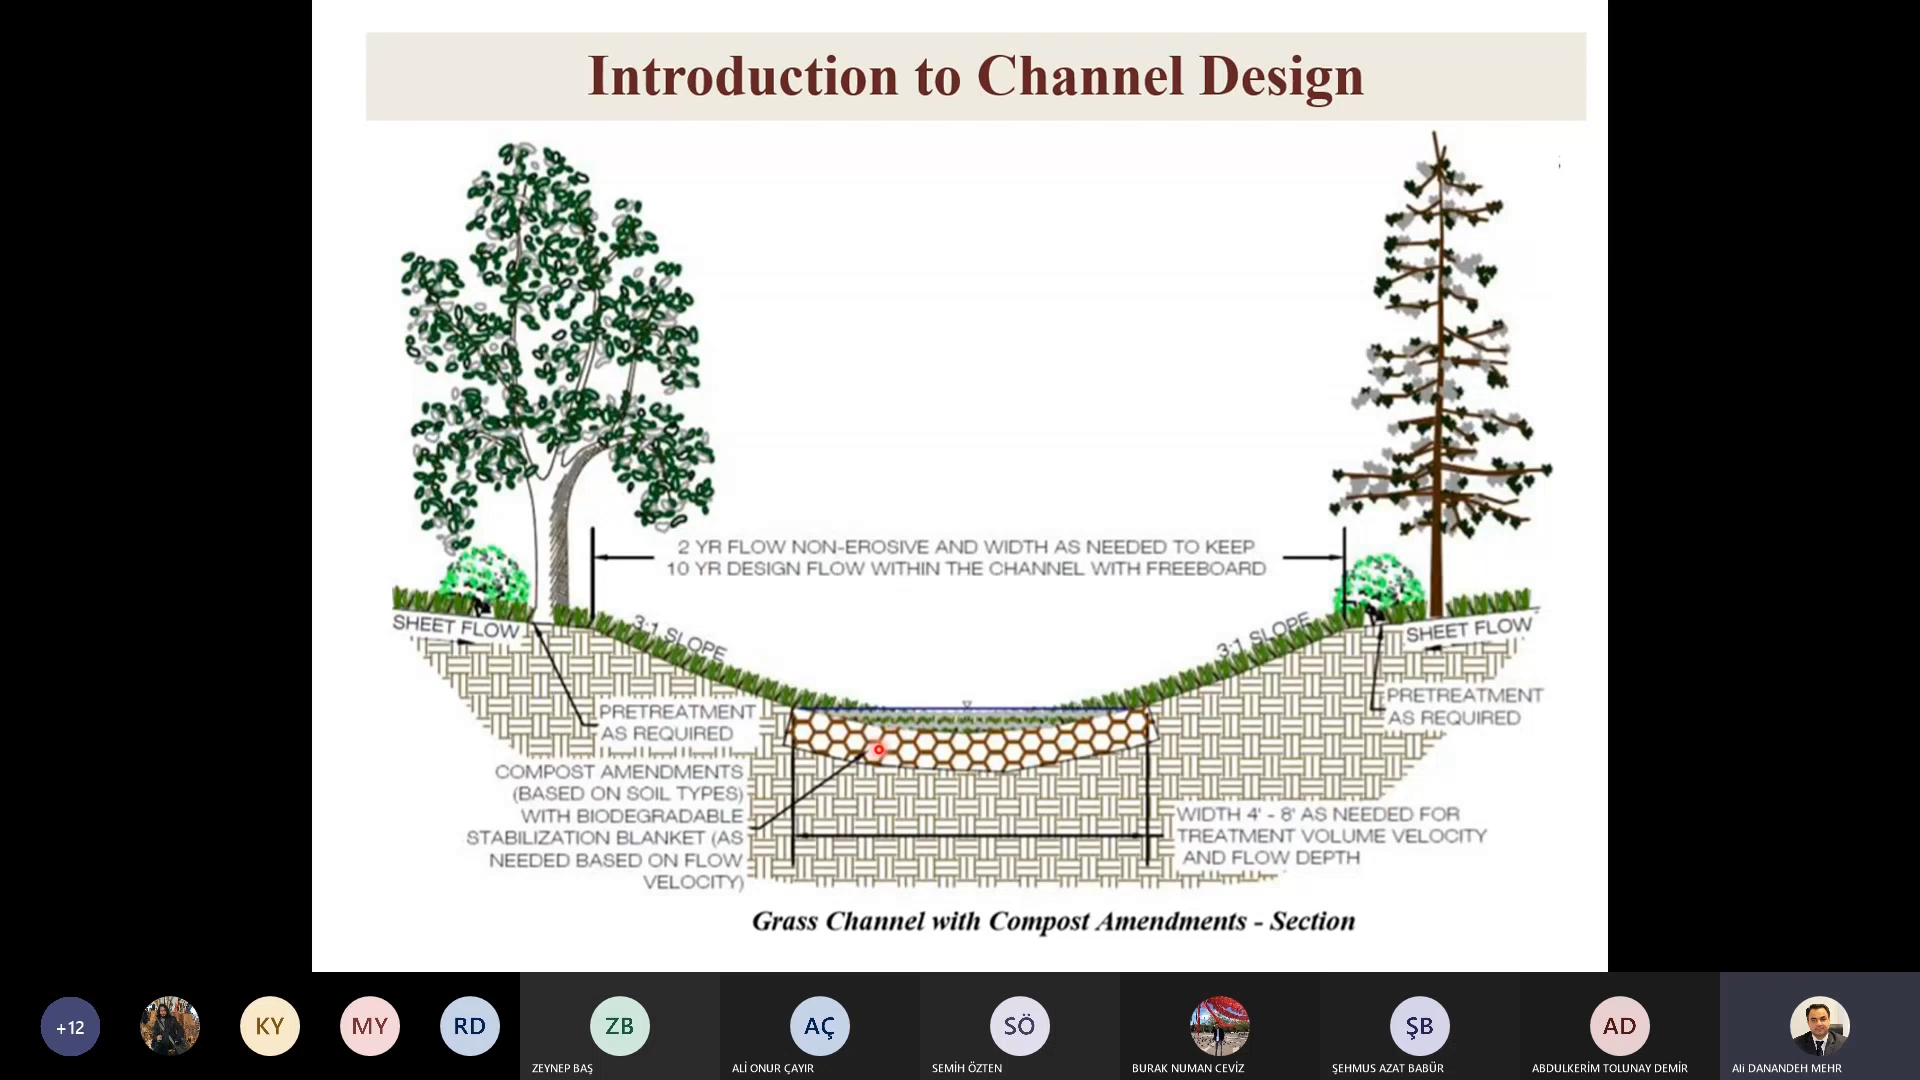 Introduction to Channel Design
2 YR FLOW NON-EROSIVE AND WIDTH AS NEEDED TO KEEP
10 YR DESIGN FLOW WITHIN THE CHANNEL WITH FREEBOARD
SHEET FLOW
3:1 SLOPE
3:1 SLOPE
SHEET FLOW
PRETREATMENT
AS REQUIRED
PRETREATMENT
AS REQUIRED
COMPOST AMENDMENTS
(BASED ON SOIL TYPES)
WITH BIODEGRADABLE
STABILIZATION BLANKET (AS
NEEDED BASED ON FLOW
VELOCITY)
WIDTH 4' - 8' AS NEEDED FOR
TREATMENT VOLUME VELOCITY
AND FLOW DEPTH
Grass Channel with Compost Amendments - Section
+12
KY
MY
RD
ZB
AÇ
SÖ
ŞB
AD
ZEYNEP BAŞ
ALİ ONUR ÇAYIR
SEMİH ÖZTEN
BURAK NUMAN CEVİZ
ŞEHMUS AZAT BABÜR
ABDULKERİM TOLUNAY DEMİR
Ali DANANDEH MEHR